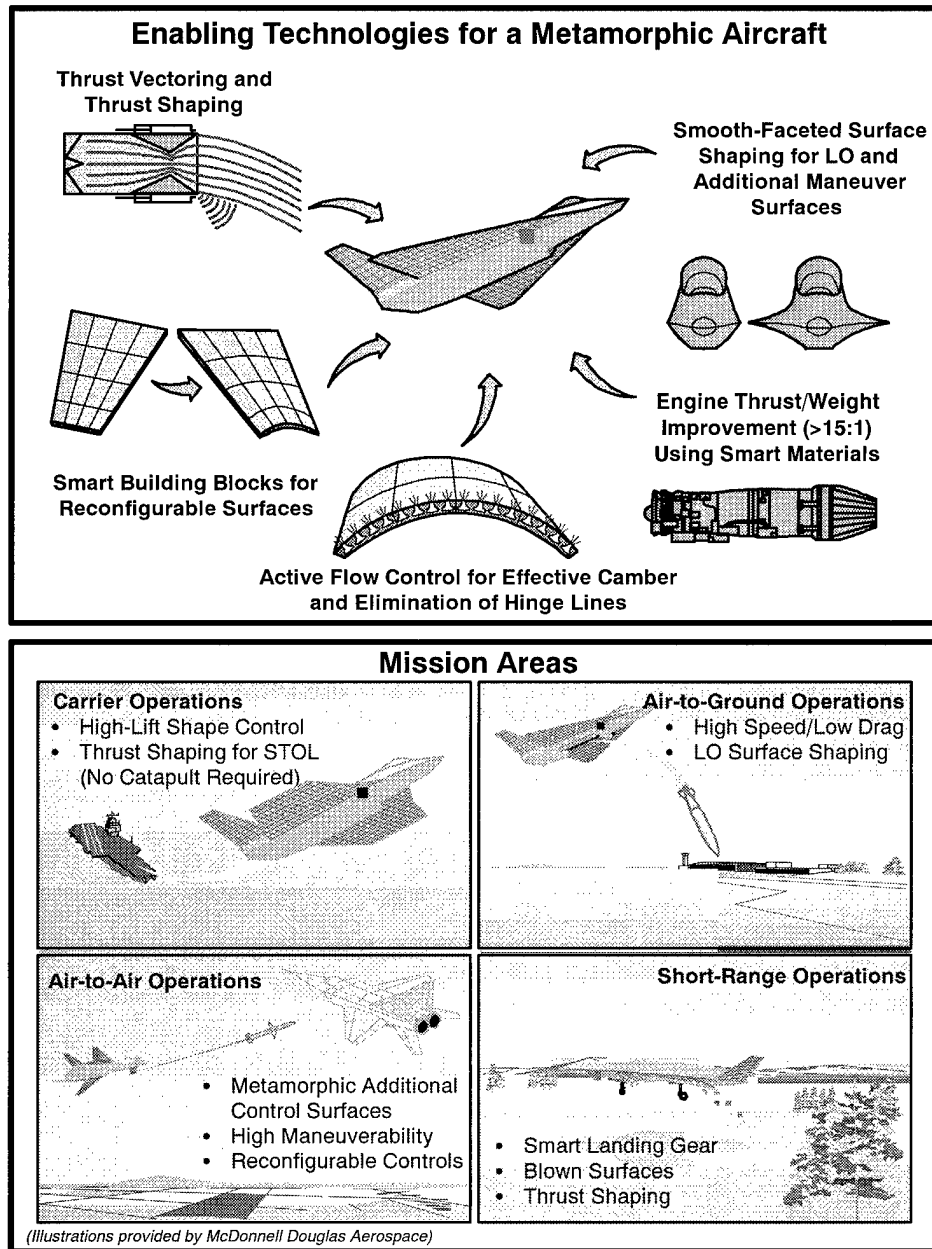 Enabling Technologies for a Metamorphic Aircraft
Thrust Vectoring and
Thrust Shaping
Smooth-Faceted Surface
Shaping for LO and
Additional Maneuver
Surfaces
Smart Building Blocks for
Reconfigurable Surfaces
Engine Thrust/Weight
Improvement (>15:1)
Using Smart Materials
Active Flow Control for Effective Camber
and Elimination of Hinge Lines
Mission Areas
Carrier Operations
• High-Lift Shape Control
• Thrust Shaping for STOL
(No Catapult Required)
Air-to-Ground Operations
• High Speed/Low Drag
• LO Surface Shaping
Air-to-Air Operations
• Metamorphic Additional
Control Surfaces
• High Maneuverability
• Reconfigurable Controls
Short-Range Operations
• Smart Landing Gear
• Blown Surfaces
• Thrust Shaping
(Illustrations provided by McDonnell Douglas Aerospace)